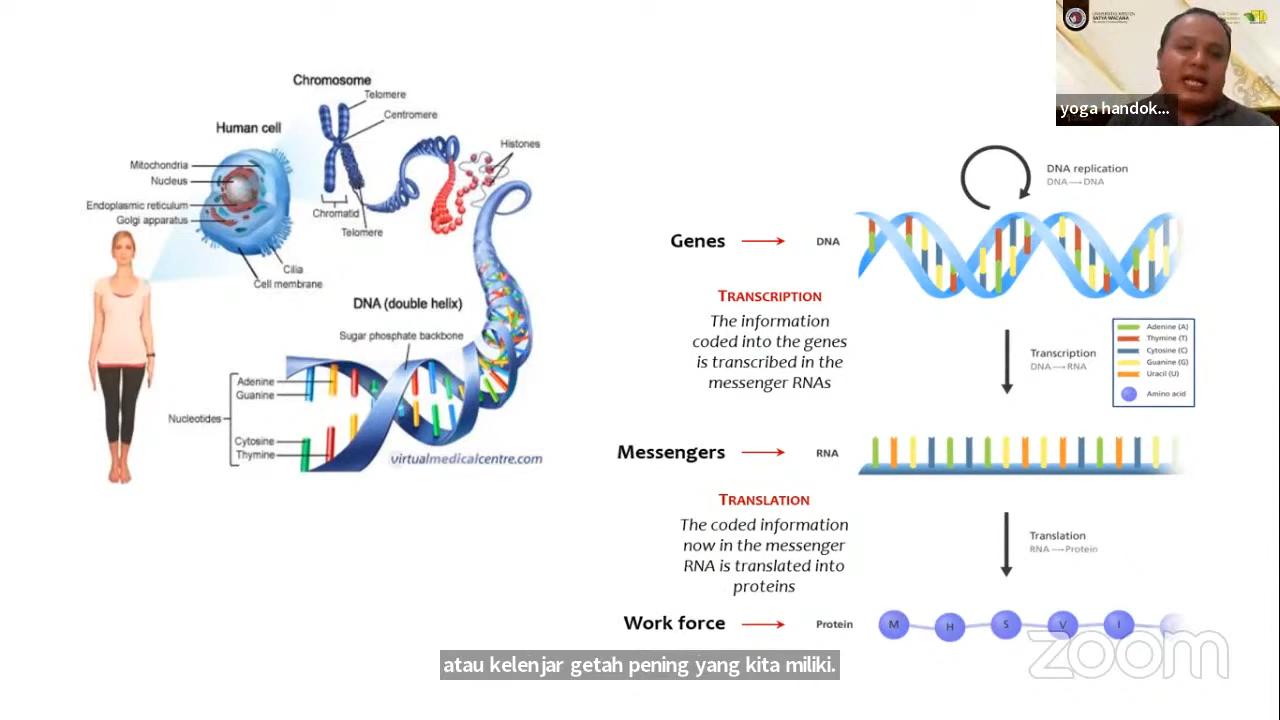 UNIVERSITAS KRISTEN
SATYA WACANA
yoga handok...
Chromosome
Telomere
Centromere
Human cell
Histones
Mitochondria
Nucleus
Endoplasmic reticulum
Golgi apparatus
Chromatid
Telomere
Cilia
Cell membrane
DNA (double helix)
Sugar phosphate backbone
Adenine
Guanine
Nucleotides
Cytosine
Thymine
virtualmedicalcentre.com
DNA replication
DNA → DNA
Genes → DNA
TRANSCRIPTION
The information
coded into the genes
is transcribed in the
messenger RNAs
Transcription
DNA → RNA
Adenine (A)
Thymine (T)
Cytosine (C)
Guanine (G)
Uracil (U)
Amino acid
Messengers → RNA
TRANSLATION
The coded information
now in the messenger
RNA is translated into
proteins
Translation
RNA → Protein
Work force → Protein
M H S V I
zoom
atau kelenjar getah pening yang kita miliki.